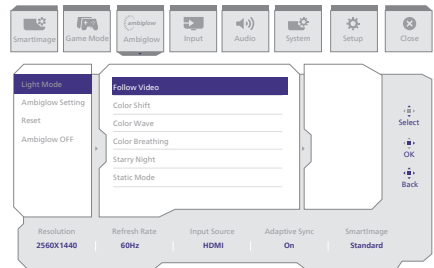 SmartImage
Game Mode
ambiglow
Ambiglow
Input
Audio
System
Setup
Close
Light Mode
Ambiglow Setting
Reset
Ambiglow OFF
Follow Video
Color Shift
Color Wave
Color Breathing
Starry Night
Static Mode
Select
OK
Back
Resolution
2560X1440
Refresh Rate
60Hz
Input Source
HDMI
Adaptive Sync
On
SmartImage
Standard